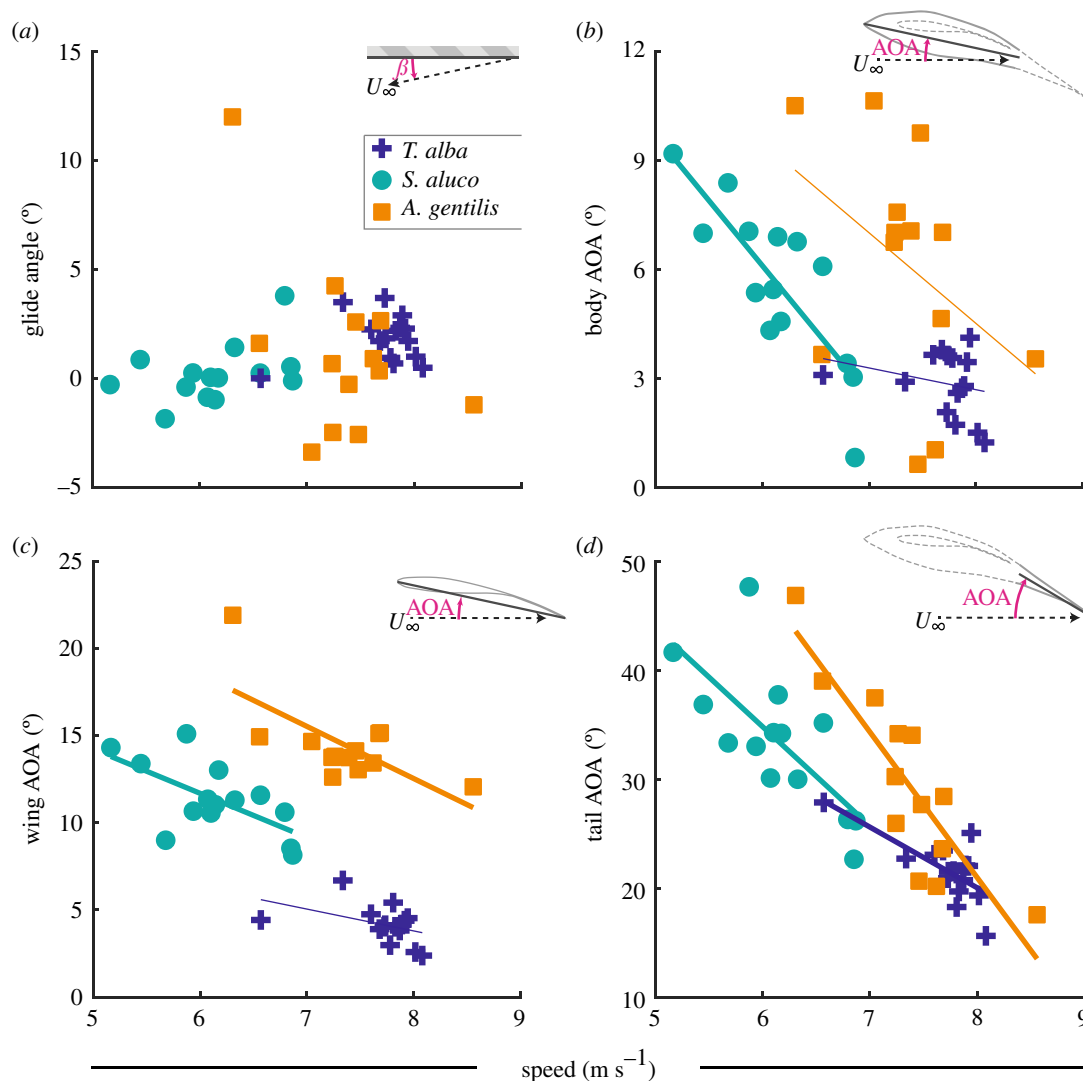 (a)
15
10
5
0
–5
glide angle (º)
β
U∞
T. alba
S. aluco
A. gentilis
(b)
12
9
6
3
0
body AOA (º)
AOA
U∞
(c)
25
20
15
10
5
0
wing AOA (º)
AOA
U∞
5 6 7 8 9
(d)
50
40
30
20
10
tail AOA (º)
AOA
U∞
5 6 7 8 9
speed (m s–1)